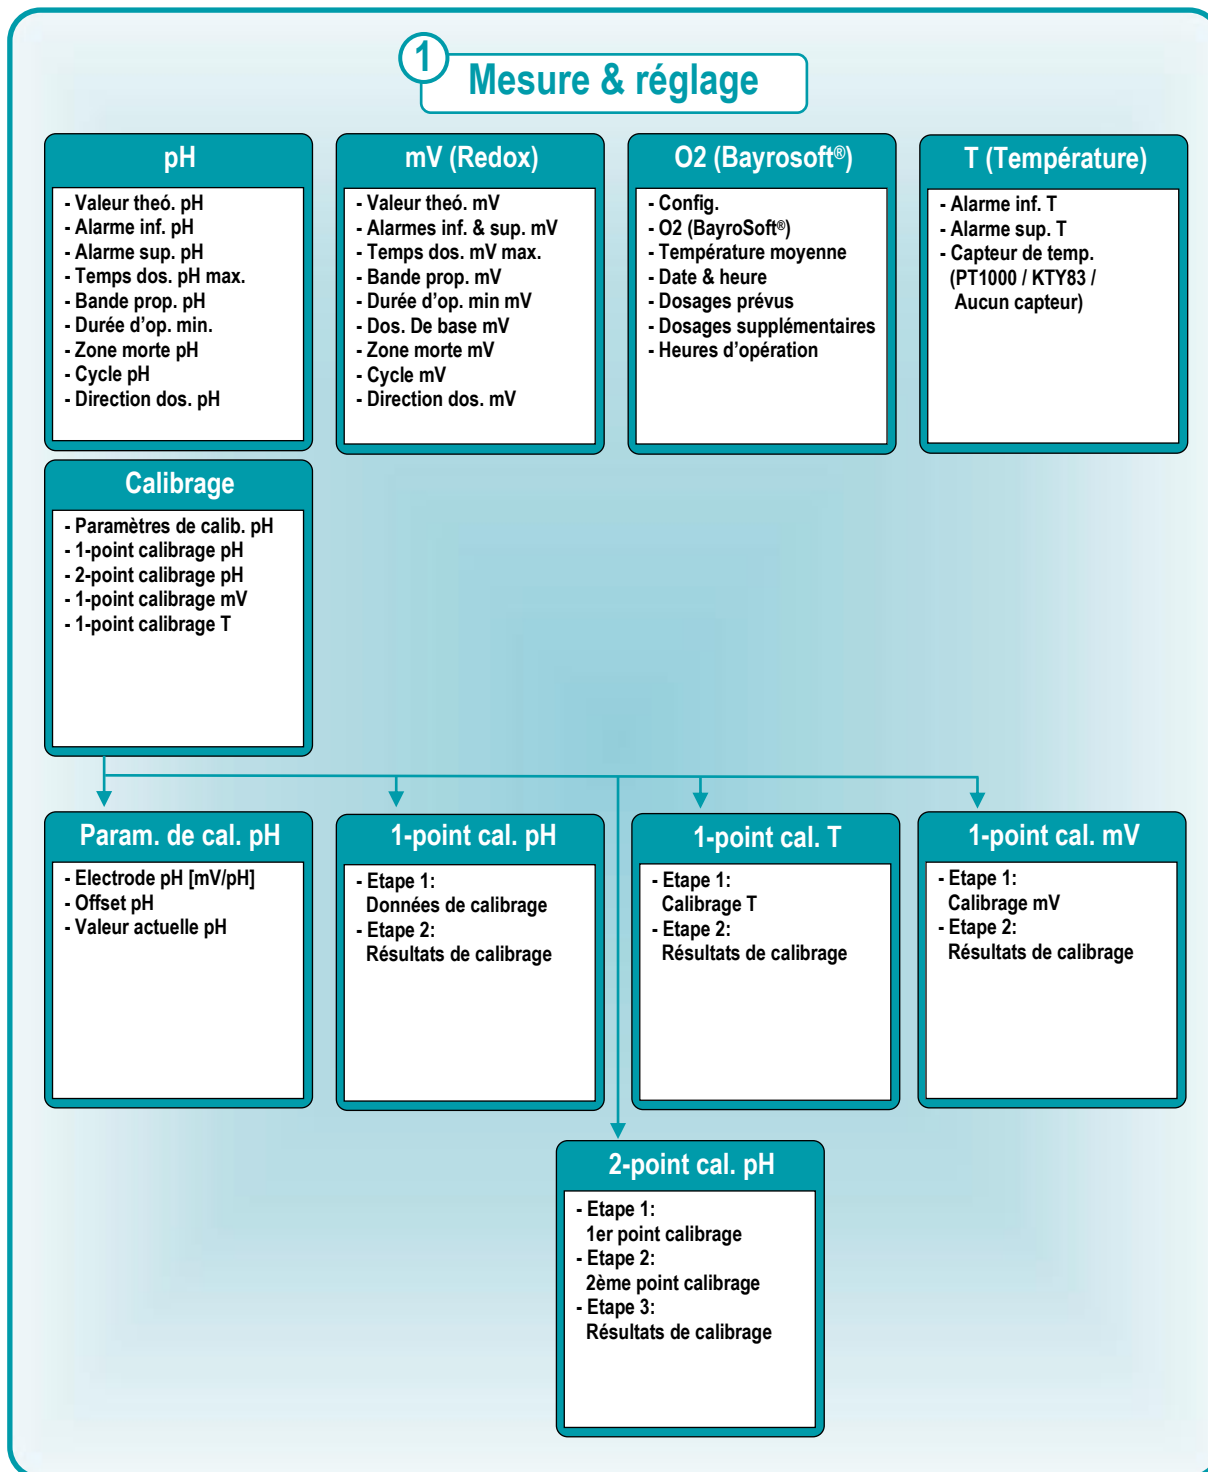 1
Mesure & réglage
pH
- Valeur theó. pH
- Alarme inf. pH
- Alarme sup. pH
- Temps dos. pH max.
- Bande prop. pH
- Durée d'op. min.
- Zone morte pH
- Cycle pH
- Direction dos. pH
mV (Redox)
- Valeur theó. mV
- Alarmes inf. & sup. mV
- Temps dos. mV max.
- Bande prop. mV
- Durée d'op. min mV
- Dos. De base mV
- Zone morte mV
- Cycle mV
- Direction dos. mV
O2 (Bayrosoft®)
- Config.
- O2 (BayroSoft®)
- Température moyenne
- Date & heure
- Dosages prévus
- Dosages supplémentaires
- Heures d'opération
T (Température)
- Alarme inf. T
- Alarme sup. T
- Capteur de temp.
(PT1000 / KTY83 /
Aucun capteur)
Calibrage
- Paramètres de calib. pH
- 1-point calibrage pH
- 2-point calibrage pH
- 1-point calibrage mV
- 1-point calibrage T
Param. de cal. pH
- Electrode pH [mV/pH]
- Offset pH
- Valeur actuelle pH
1-point cal. pH
- Etape 1:
Données de calibrage
- Etape 2:
Résultats de calibrage
1-point cal. T
- Etape 1:
Calibrage T
- Etape 2:
Résultats de calibrage
1-point cal. mV
- Etape 1:
Calibrage mV
- Etape 2:
Résultats de calibrage
2-point cal. pH
- Etape 1:
1er point calibrage
- Etape 2:
2ème point calibrage
- Etape 3:
Résultats de calibrage